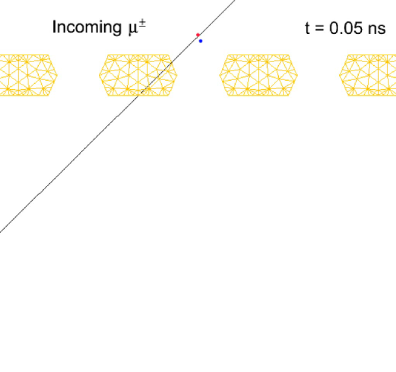 Incoming μ±
t = 0.05 ns